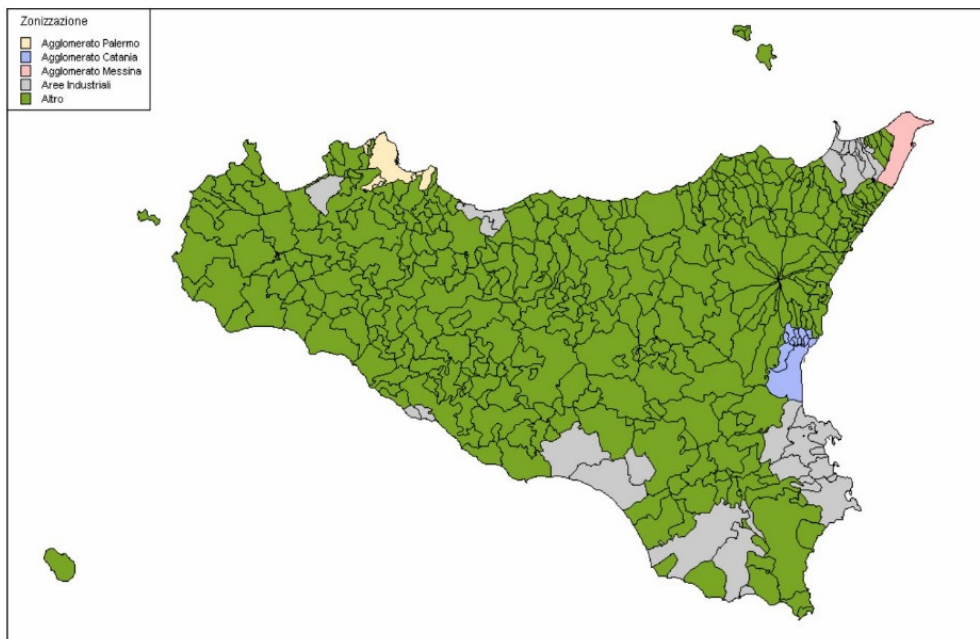 Zonizzazione
Agglomerato Palermo
Agglomerato Catania
Agglomerato Messina
Aree Industriali
Altro